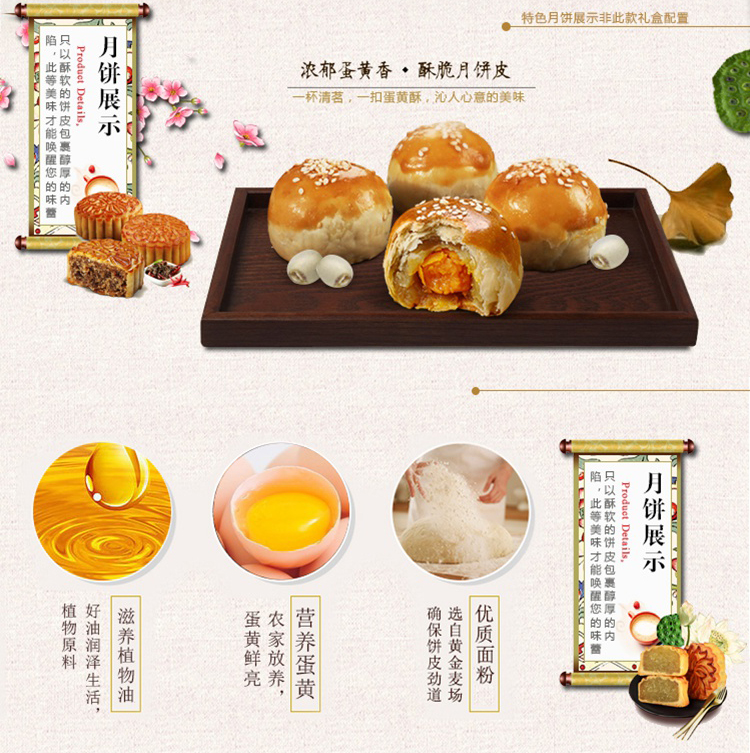 特色月饼展示非此款礼盒配置
月饼展示
Product Details.
只以酥软的饼皮包裹醇厚的内
陷，此等美味才能唤醒您的味蕾
浓郁蛋黄香·酥脆月饼皮
一杯清茗，一扣蛋黄酥，沁人心意的美味
滋养植物油
好油润泽生活，
植物原料
营养蛋黄
农家放养，
蛋黄鲜亮
优质面粉
选自黄金麦场
确保饼皮劲道
月饼展示
Product Details.
只以酥软的饼皮包裹醇厚的内
陷，此等美味才能唤醒您的味蕾